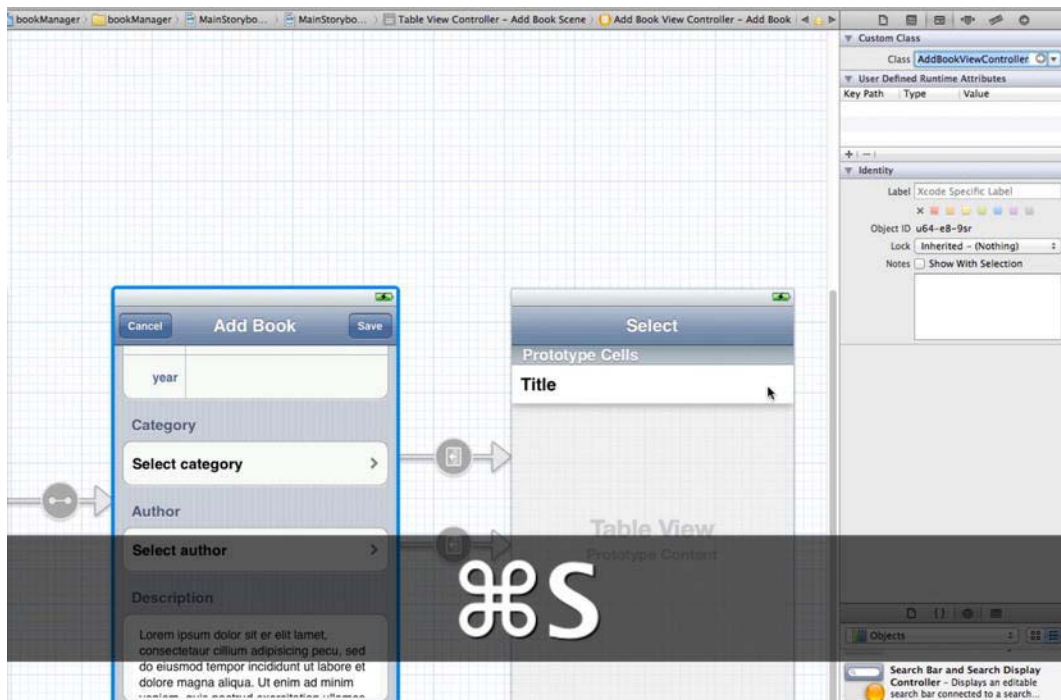 bookManager bookManager MainStorybo... MainStorybo... Table View Controller - Add Book Scene Add Book View Controller - Add Book
Custom Class
Class AddBookViewController
User Defined Runtime Attributes
Key Path Type Value
Identity
Label Xcode Specific Label
Object ID u64-e8-9sr
Lock Inherited - (Nothing)
Notes Show With Selection
Cancel Add Book Save
year
Category
Select category
Author
Select author
Description
Lorem ipsum dolor sit er elit lamet,
consectetaur cillium adipisicing pecu, sed
do eiusmod tempor incididunt ut labore et
dolore magna aliqua. Ut enim ad minim
veniam, quis nostrud exercitation ullamco
Select
Prototype Cells
Title
Table View
Prototype Content
⌘S
Objects
Search Bar and Search Display
Controller - Displays an editable
search bar connected to a search...